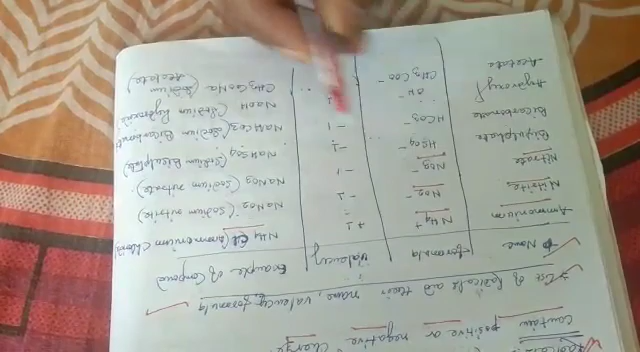 contain positive or negative charge
List of Radicals and their name, valency, formula
Name formula Valency Example of Compound
Ammonium NH4+ +1 NH4Cl (Ammonium Chloride)
Nitrite NO2- -1 NaNO2 (Sodium nitrite)
Nitrate NO3- -1 NaNO3 (Sodium nitrate)
Bisulphate HSO4- -1 NaHSO4 (Sodium Bisulphate)
Bicarbonate HCO3- -1 NaHCO3 (Sodium Bicarbonate)
Hydroxy OH- NaOH (Sodium Hydroxide)
Acetate CH3COO- CH3COONa (Sodium Acetate)